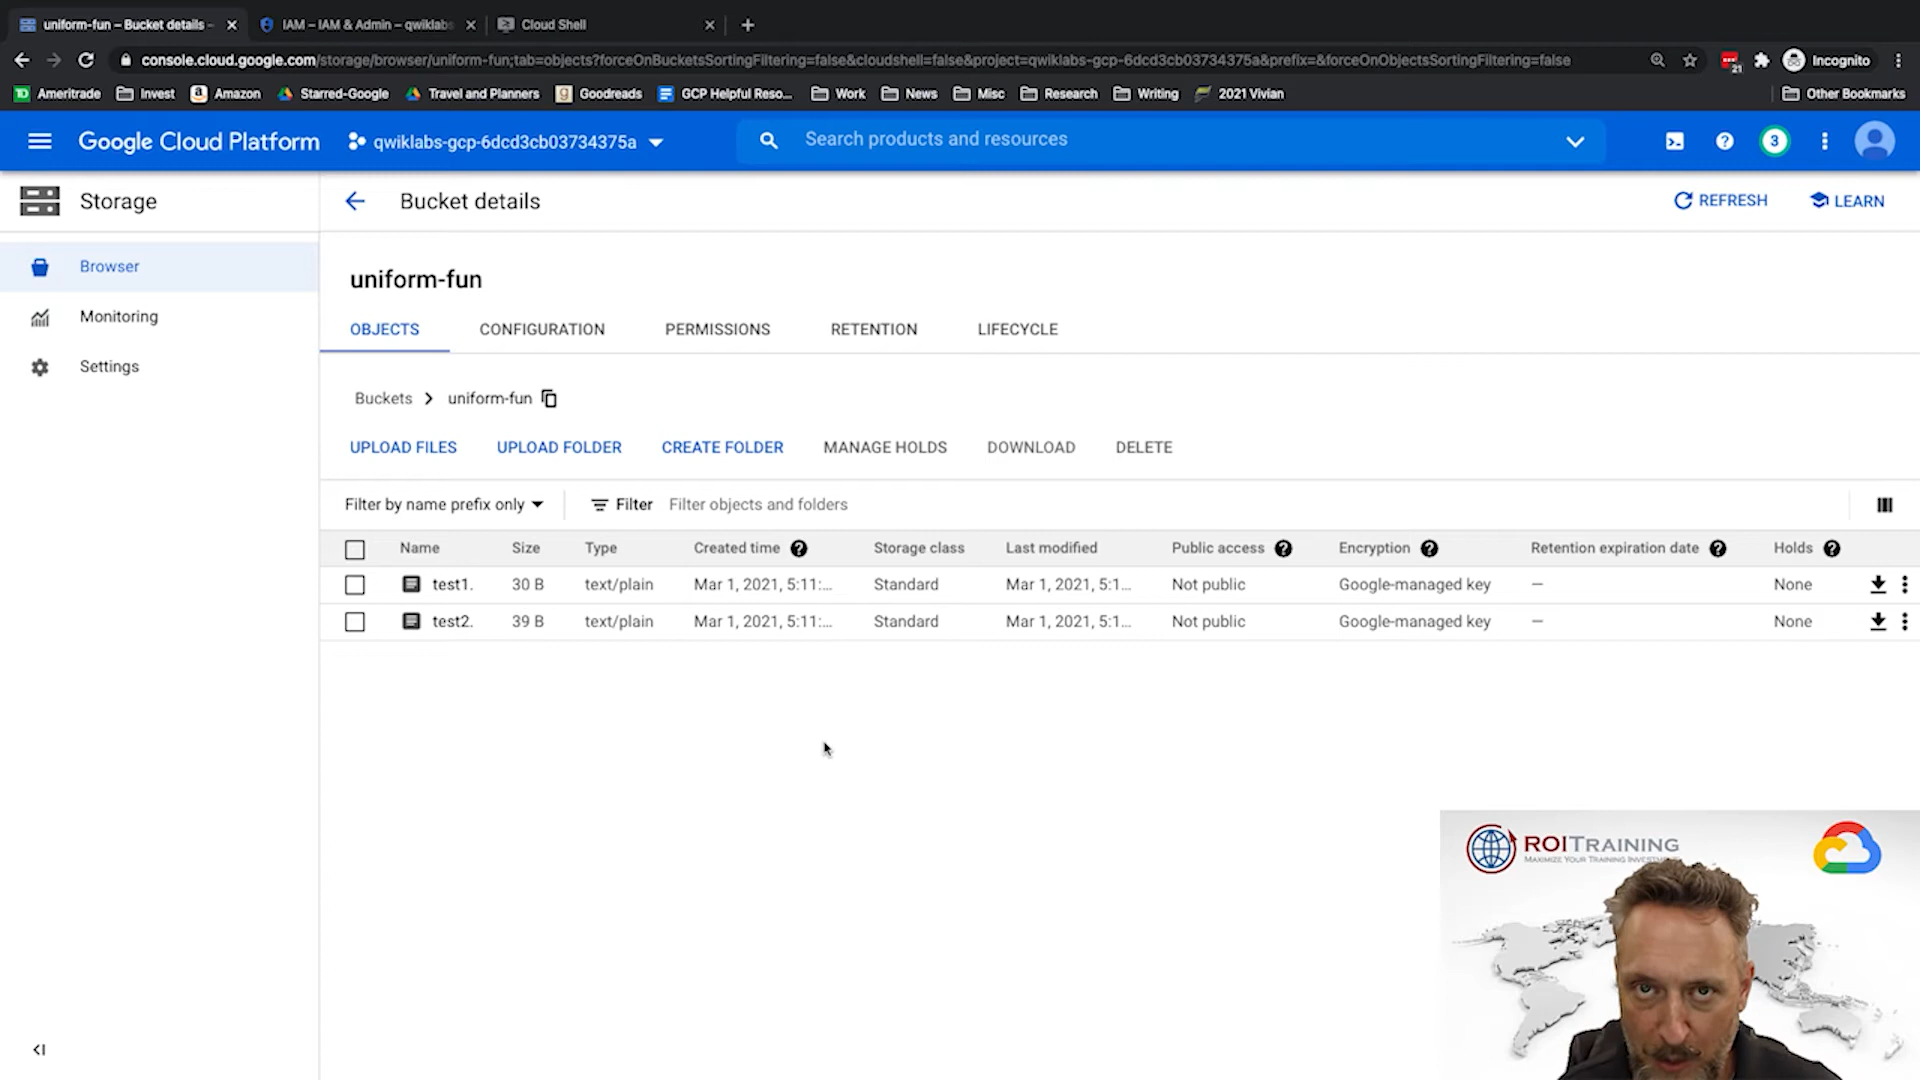 uniform-fun – Bucket details –
IAM – IAM & Admin – qwiklabs
Cloud Shell
console.cloud.google.com/storage/browser/uniform-fun;tab=objects?forceOnBucketsSortingFiltering=false&cloudshell=false&project=qwiklabs-gcp-6dcd3cb03734375a&prefix=&forceOnObjectsSortingFiltering=false
21
Incognito
Ameritrade Invest Amazon Starred-Google Travel and Planners Goodreads GCP Helpful Reso... Work News Misc Research Writing 2021 Vivian Other Bookmarks
Google Cloud Platform qwiklabs-gcp-6dcd3cb03734375a Search products and resources 3
Storage
Bucket details
REFRESH LEARN
Browser
Monitoring
Settings
uniform-fun
OBJECTS CONFIGURATION PERMISSIONS RETENTION LIFECYCLE
Buckets > uniform-fun
UPLOAD FILES UPLOAD FOLDER CREATE FOLDER MANAGE HOLDS DOWNLOAD DELETE
Filter by name prefix only Filter Filter objects and folders
Name Size Type Created time Storage class Last modified Public access Encryption Retention expiration date Holds
test1. 30 B text/plain Mar 1, 2021, 5:11:... Standard Mar 1, 2021, 5:1... Not public Google-managed key — None
test2. 39 B text/plain Mar 1, 2021, 5:11:... Standard Mar 1, 2021, 5:1... Not public Google-managed key — None
ROITRAINING
MAXIMIZE YOUR TRAINING